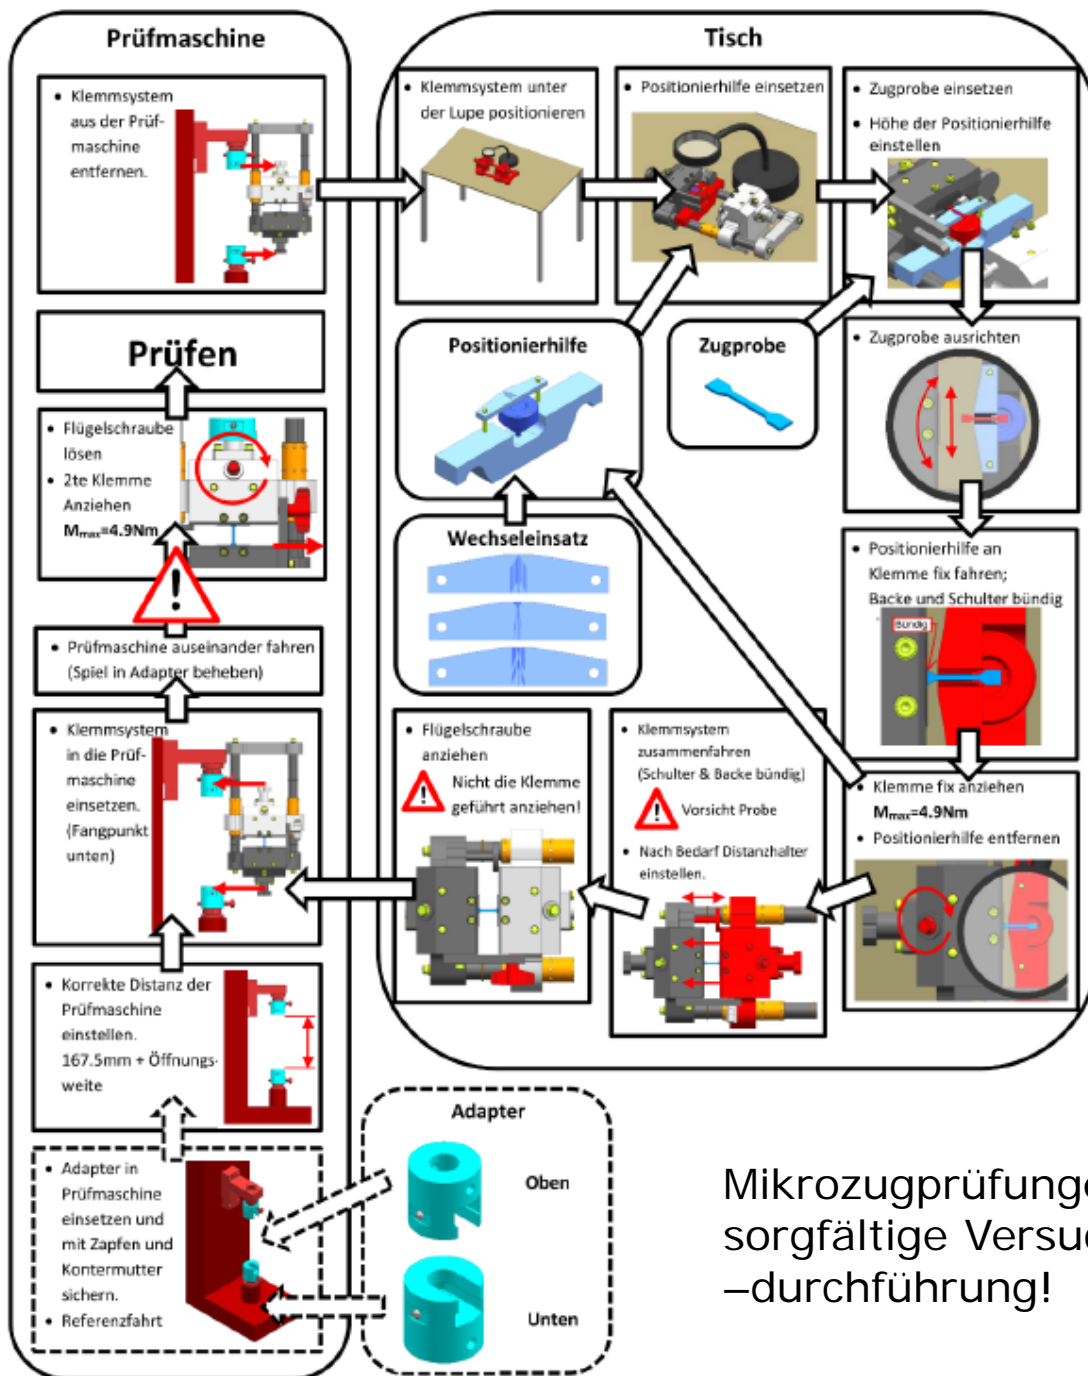 Prüfmaschine
• Klemmsystem
aus der Prüf-
maschine
entfernen.
Prüfen
• Flügelschraube
lösen
• 2te Klemme
Anziehen
Mmax=4.9Nm
!
• Prüfmaschine auseinander fahren
(Spiel in Adapter beheben)
• Klemmsystem
in die Prüf-
maschine
einsetzen.
(Fangpunkt
unten)
• Korrekte Distanz der
Prüfmaschine
einstellen.
167.5mm + Öffnungs-
weite
• Adapter in
Prüfmaschine
einsetzen und
mit Zapfen und
Kontermutter
sichern.
• Referenzfahrt
Tisch
• Klemmsystem unter
der Lupe positionieren
• Positionierhilfe einsetzen
• Zugprobe einsetzen
• Höhe der Positionierhilfe
einstellen
Positionierhilfe
Zugprobe
• Zugprobe ausrichten
Wechseleinsatz
• Positionierhilfe an
Klemme fix fahren;
Backe und Schulter bündig
Bündig
• Flügelschraube
anziehen
! Nicht die Klemme
geführt anziehen!
• Klemmsystem
zusammenfahren
(Schulter & Backe bündig)
! Vorsicht Probe
• Nach Bedarf Distanzhalter
einstellen.
• Klemme fix anziehen
Mmax=4.9Nm
• Positionierhilfe entfernen
Adapter
Oben
Unten
Mikrozugprüfunge
sorgfältige Versuc
–durchführung!